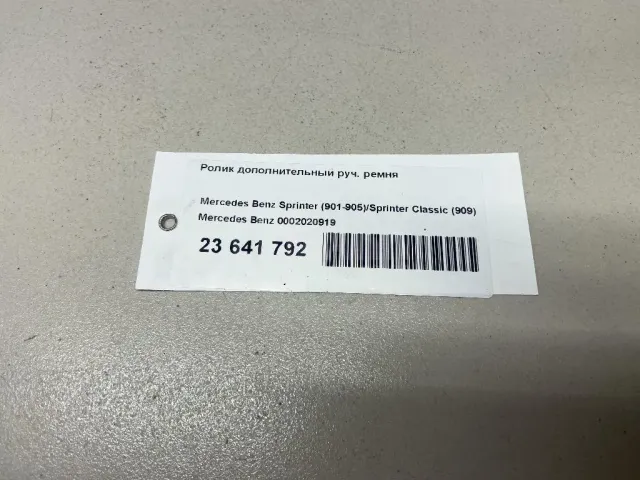 Ролик дополнительный руч. ремня
Mercedes Benz Sprinter (901-905)/Sprinter Classic (909)
Mercedes Benz 0002020919
23 641 792